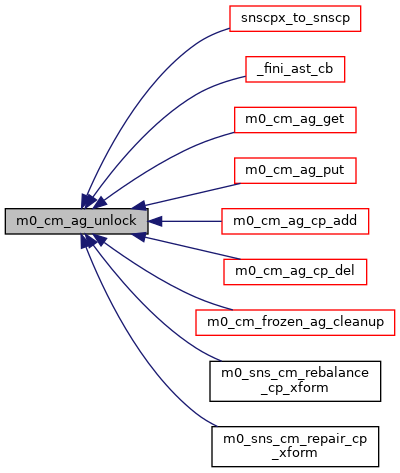 snscpx_to_snscp
_fini_ast_cb
m0_cm_ag_get
m0_cm_ag_put
m0_cm_ag_unlock
m0_cm_ag_cp_add
m0_cm_ag_cp_del
m0_cm_frozen_ag_cleanup
m0_sns_cm_rebalance
_cp_xform
m0_sns_cm_repair_cp
_xform